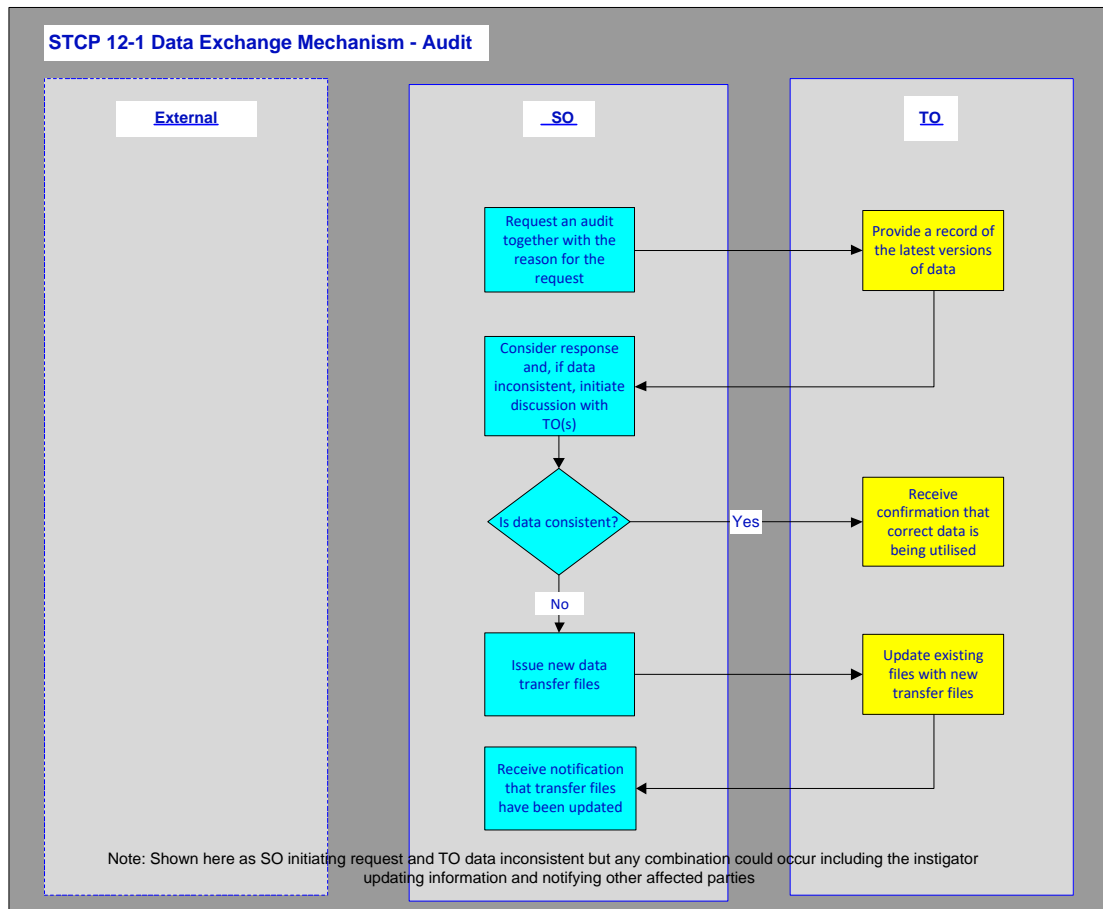 STCP 12-1 Data Exchange Mechanism - Audit
External
SO
TO
Request an audit
together with the
reason for the
request
Provide a record of
the latest versions
of data
Consider response
and, if data
inconsistent, initiate
discussion with
TO(s)
Is data consistent?
Yes
Receive
confirmation that
correct data is
being utilised
No
Issue new data
transfer files
Update existing
files with new
transfer files
Receive notification
that transfer files
have been updated
Note: Shown here as SO initiating request and TO data inconsistent but any combination could occur including the instigator
updating information and notifying other affected parties